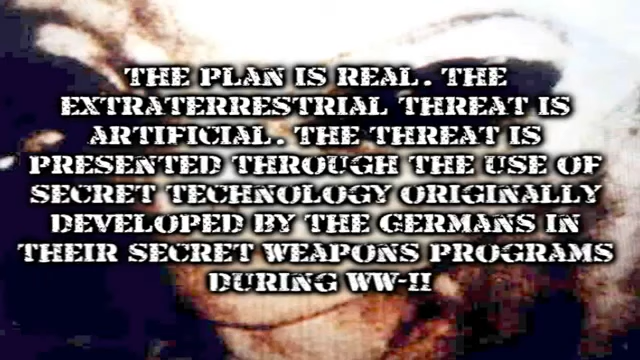 THE PLAN IS REAL. THE
EXTRATERRESTRIAL THREAT IS
ARTIFICIAL. THE THREAT IS
PRESENTED THROUGH THE USE OF
SECRET TECHNOLOGY ORIGINALLY
DEVELOPED BY THE GERMANS IN
THEIR SECRET WEAPONS PROGRAMS
DURING WW-II